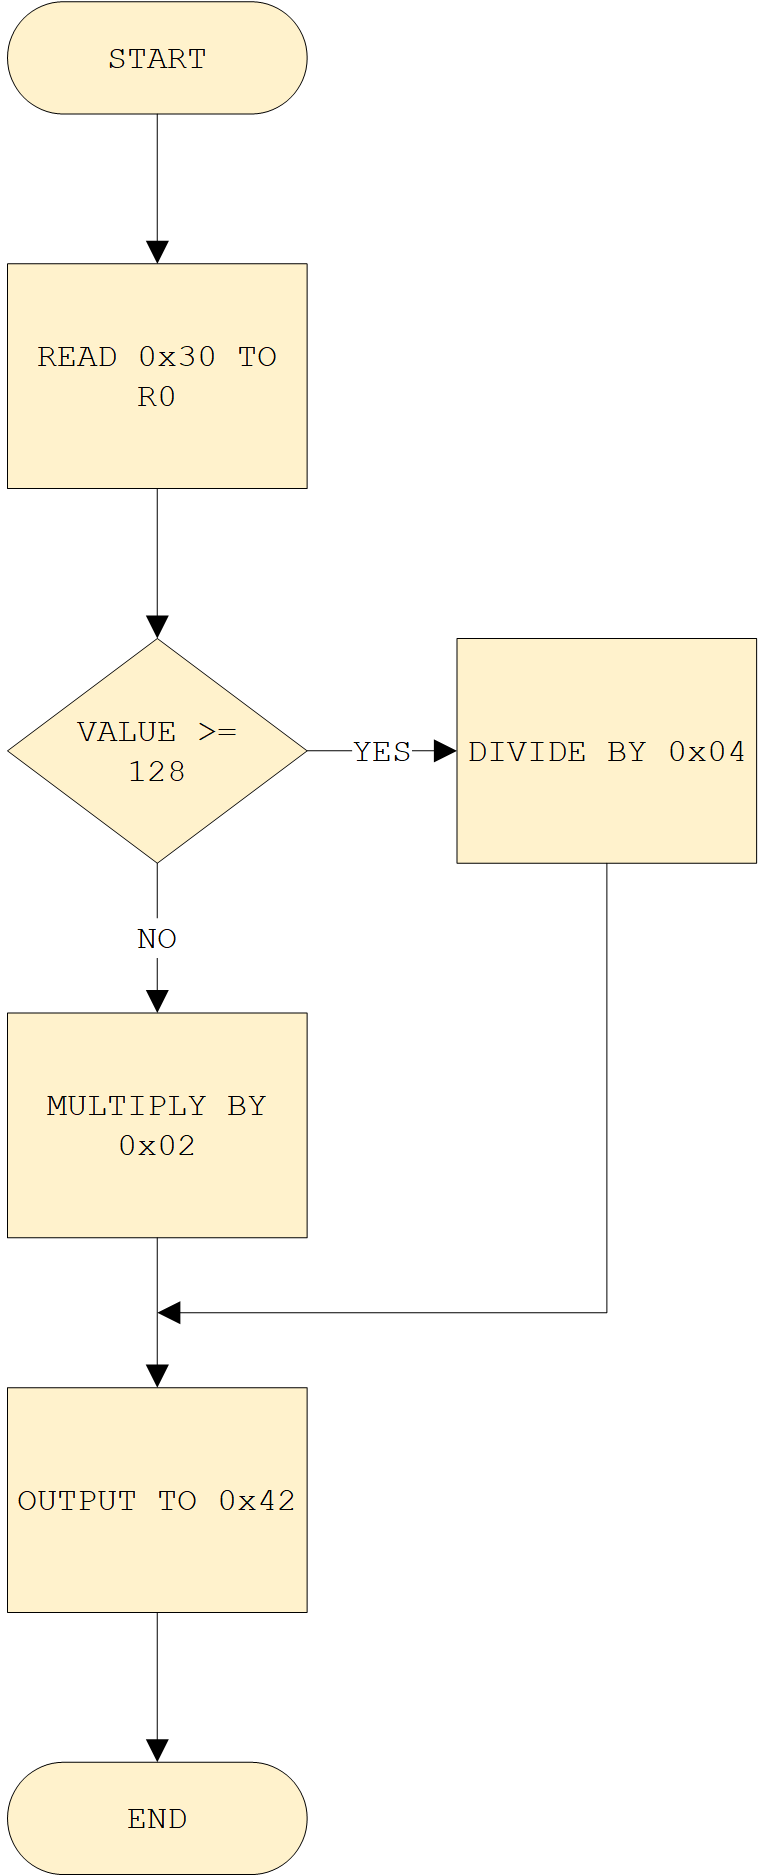 START
READ 0x30 TO
R0
VALUE >=
128
YES
DIVIDE BY 0x04
NO
MULTIPLY BY
0x02
OUTPUT TO 0x42
END